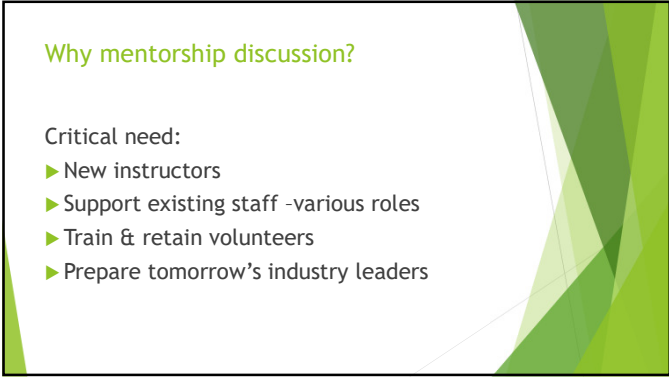 Why mentorship discussion?
Critical need:
New instructors
Support existing staff –various roles
Train & retain volunteers
Prepare tomorrow’s industry leaders